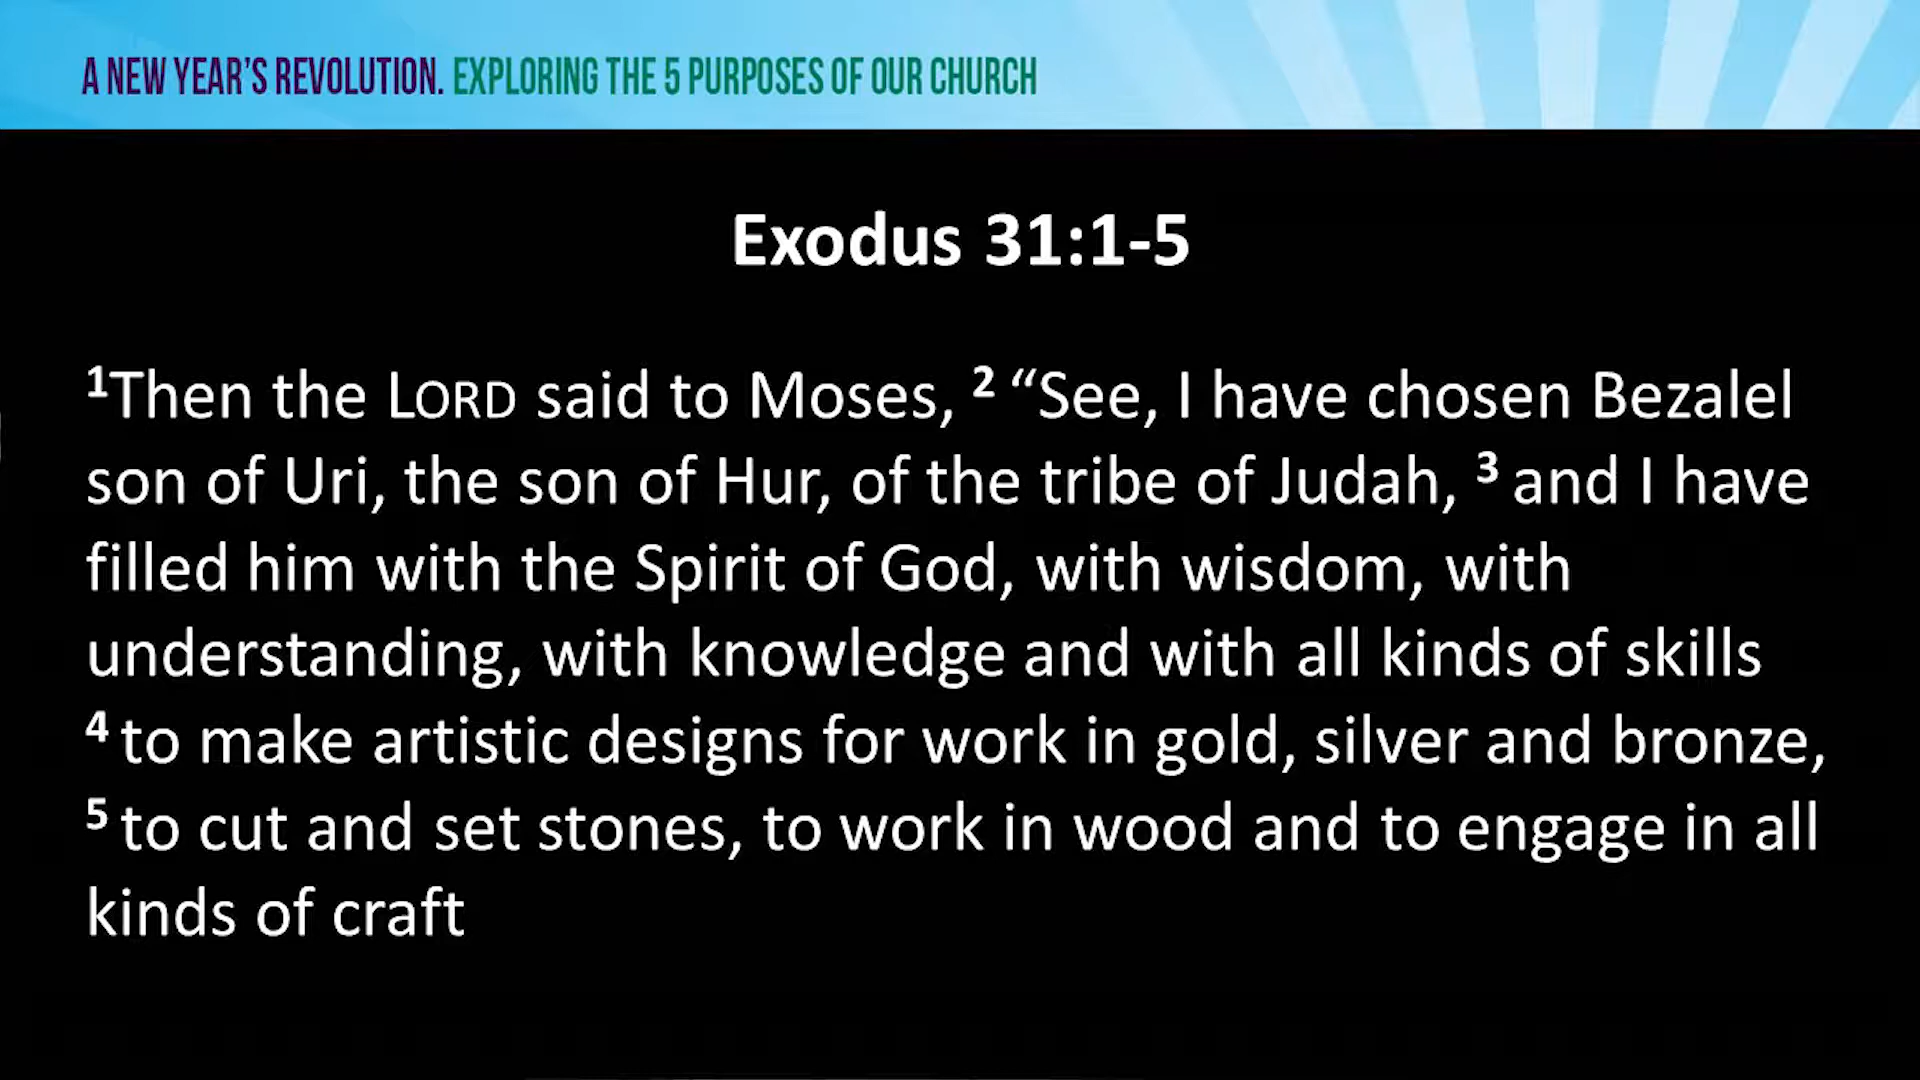 A NEW YEAR'S REVOLUTION. EXPLORING THE 5 PURPOSES OF OUR CHURCH
Exodus 31:1-5
¹Then the LORD said to Moses, ² “See, I have chosen Bezalel
son of Uri, the son of Hur, of the tribe of Judah, ³ and I have
filled him with the Spirit of God, with wisdom, with
understanding, with knowledge and with all kinds of skills
⁴ to make artistic designs for work in gold, silver and bronze,
⁵ to cut and set stones, to work in wood and to engage in all
kinds of craft